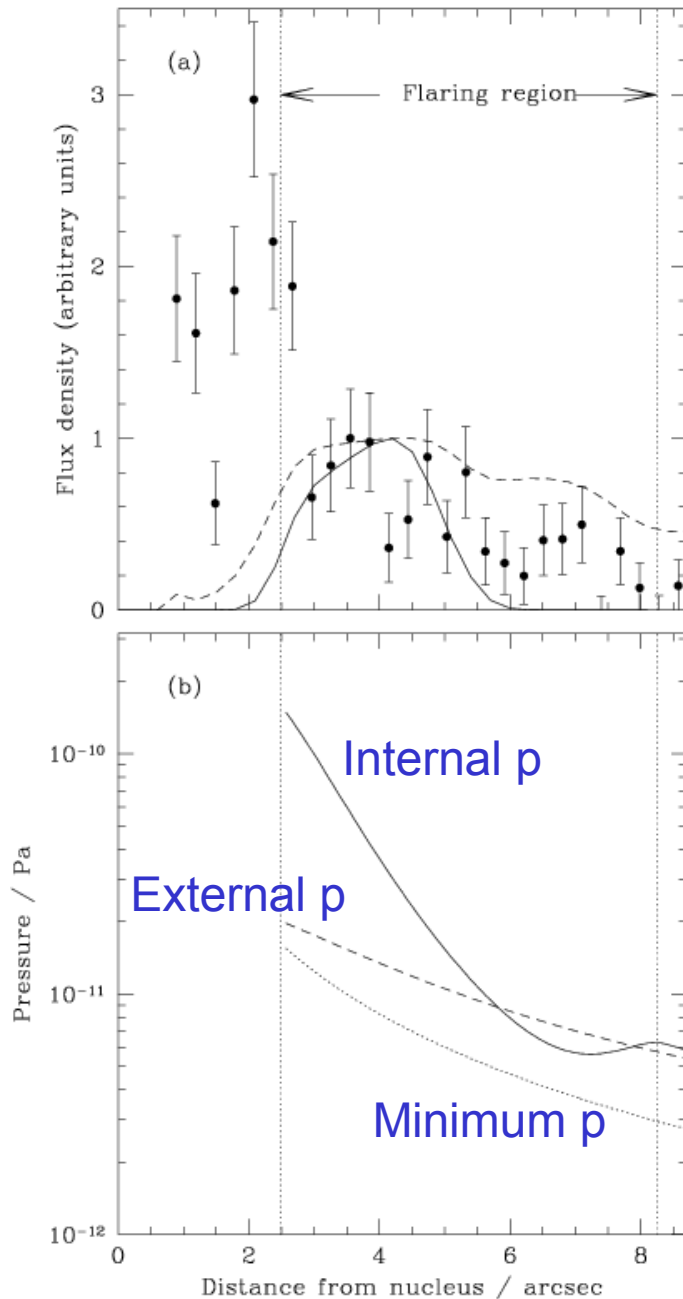 (a)
Flaring region
3
2
1
0
Flux density (arbitrary units)
(b)
Internal p
External p
Minimum p
10⁻¹⁰
10⁻¹¹
10⁻¹²
Pressure / Pa
0 2 4 6 8
Distance from nucleus / arcsec